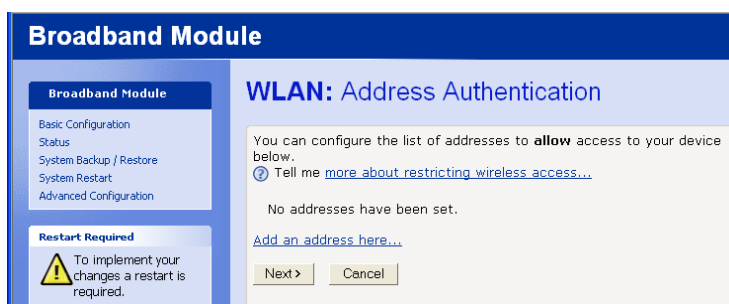 Broadband Module
Broadband Module
Basic Configuration
Status
System Backup / Restore
System Restart
Advanced Configuration
Restart Required
To implement your
changes a restart is
required.
WLAN: Address Authentication
You can configure the list of addresses to allow access to your device
below.
Tell me more about restricting wireless access...
No addresses have been set.
Add an address here...
Next >
Cancel